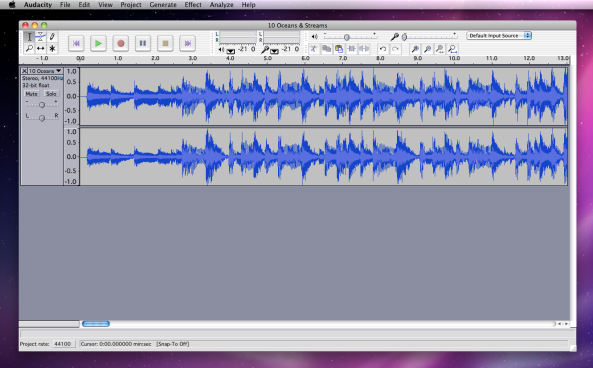 Audacity File Edit View Project Generate Effect Analyze Help
10 Oceans & Streams
L
R
-21 0
L
R
-21 0
Default Input Source
-1.0 0.0 1.0 2.0 3.0 4.0 5.0 6.0 7.0 8.0 9.0 10.0 11.0 12.0 13.0
X 10 Oceans
Stereo, 44100Hz
32-bit float
Mute Solo
- +
L R
1.0
0.5
0.0
-0.5
-1.0
1.0
0.5
0.0
-0.5
-1.0
Project rate: 44100 Cursor: 0:00.000000 min:sec [Snap-To Off]